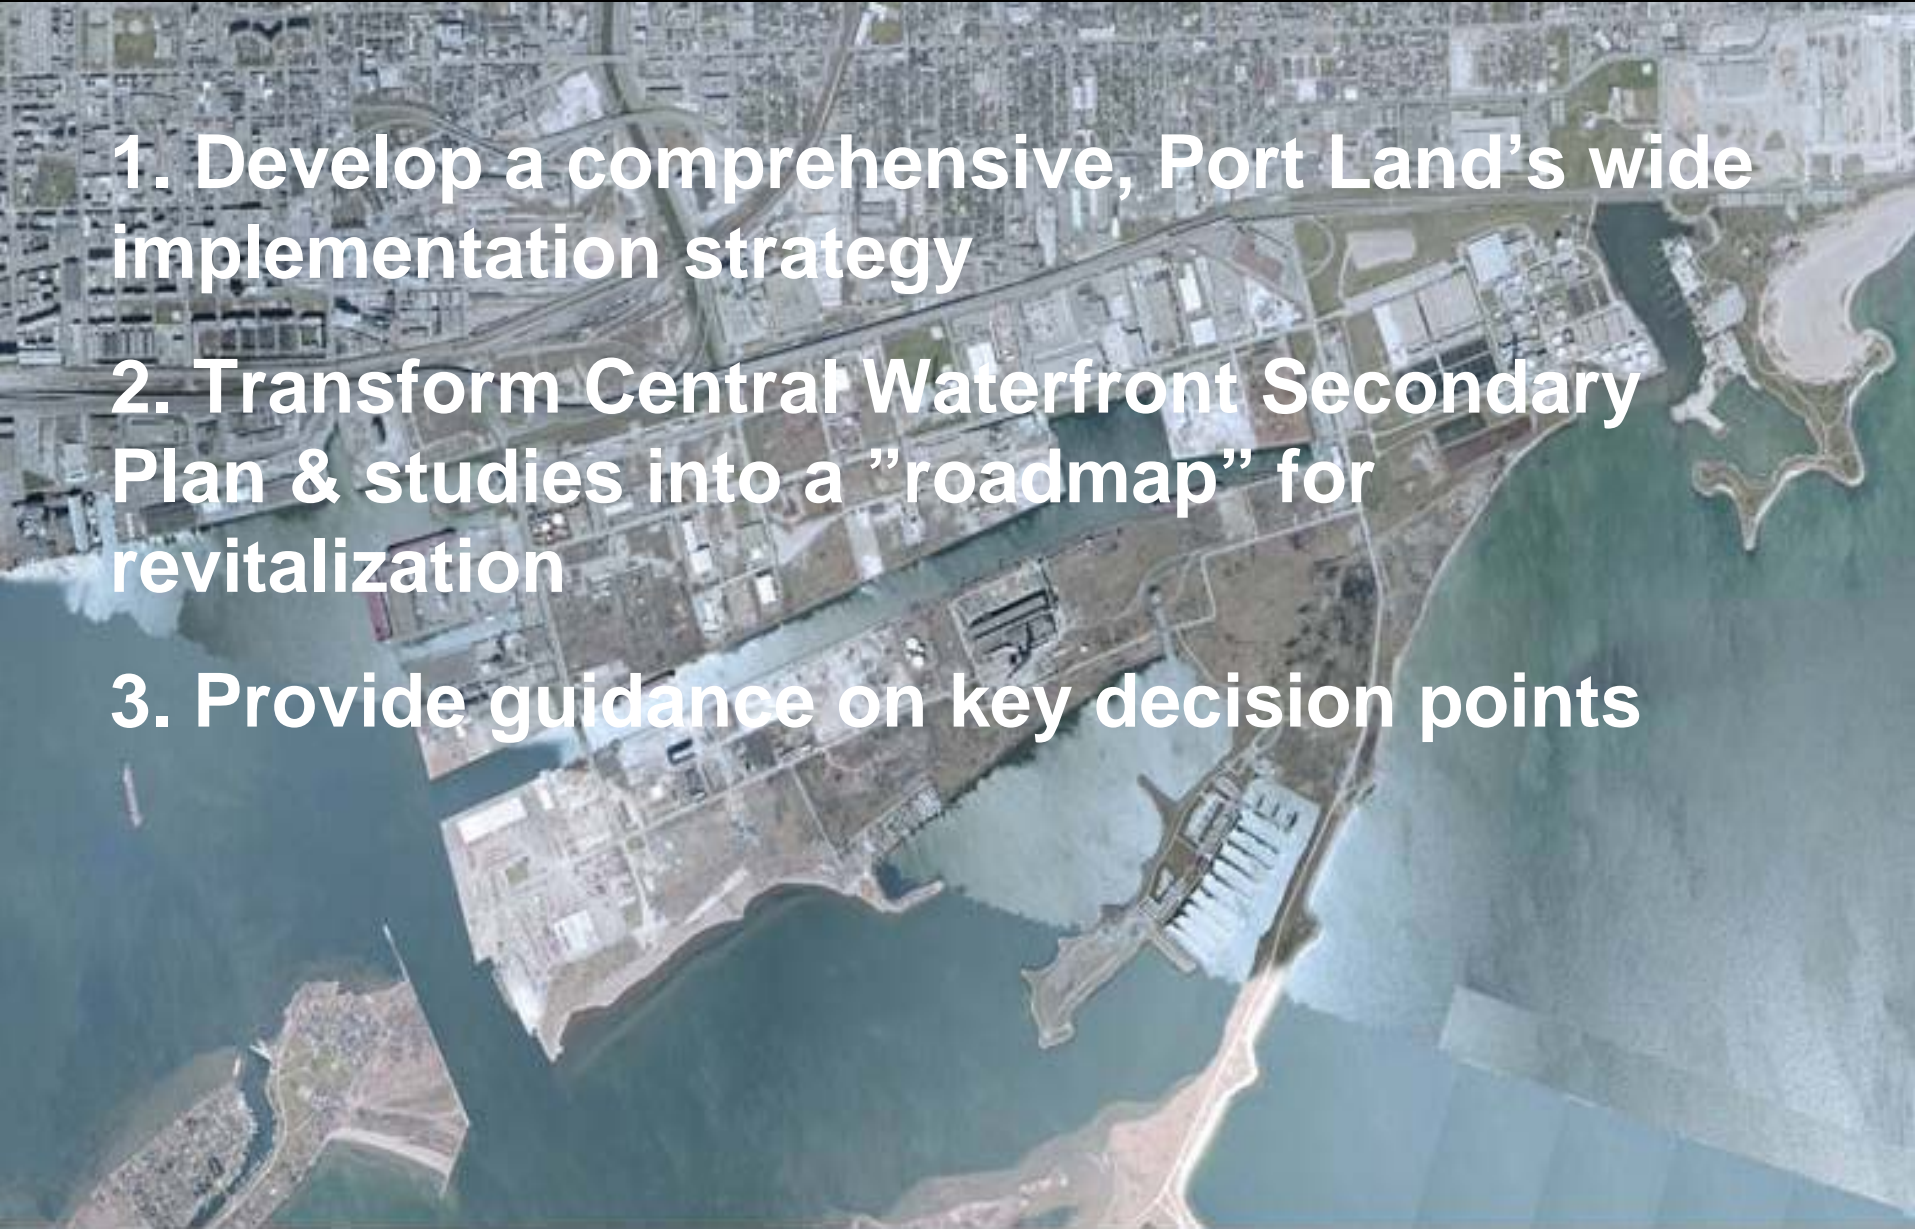 1. Develop a comprehensive, Port Land’s wide
implementation strategy
2. Transform Central Waterfront Secondary
Plan & studies into a ”roadmap” for
revitalization
3. Provide guidance on key decision points